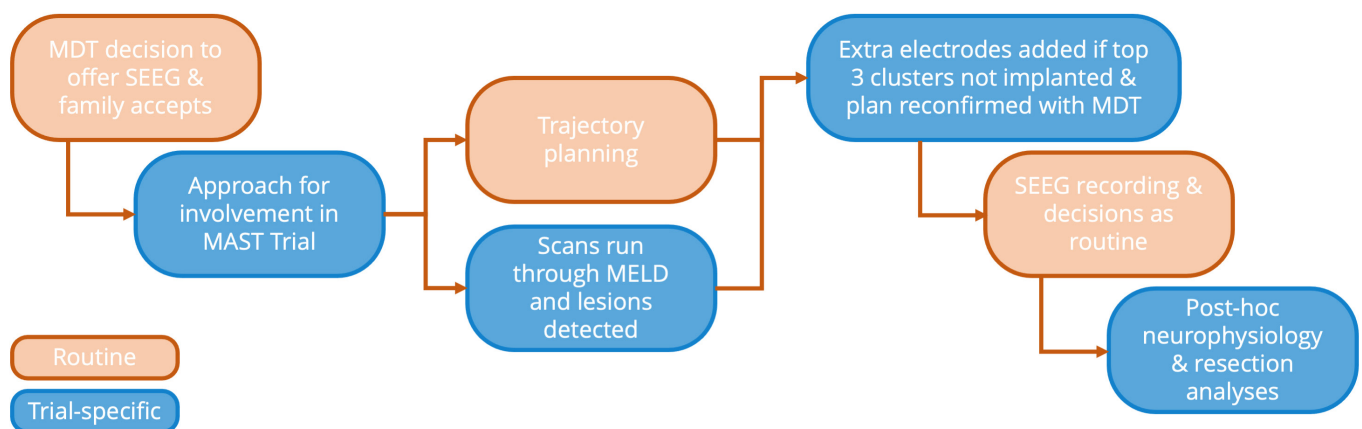 MDT decision to
offer SEEG &
family accepts
Approach for
involvement in
MAST Trial
Trajectory
planning
Scans run
through MELD
and lesions
detected
Extra electrodes added if top
3 clusters not implanted &
plan reconfirmed with MDT
SEEG recording &
decisions as
routine
Post-hoc
neurophysiology
& resection
analyses
Routine
Trial-specific